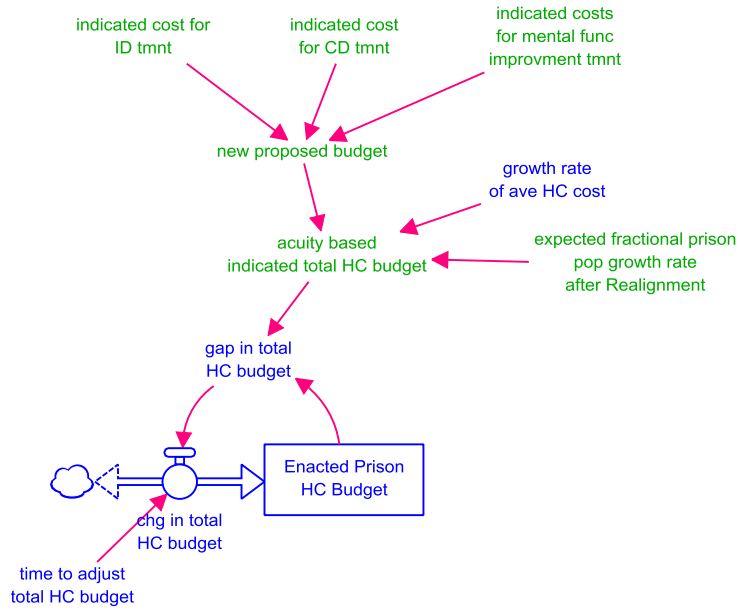 indicated cost for
ID tmnt
indicated cost
for CD tmnt
indicated costs
for mental func
improvment tmnt
new proposed budget
growth rate
of ave HC cost
acuity based
indicated total HC budget
expected fractional prison
pop growth rate
after Realignment
gap in total
HC budget
Enacted Prison
HC Budget
chg in total
HC budget
time to adjust
total HC budget